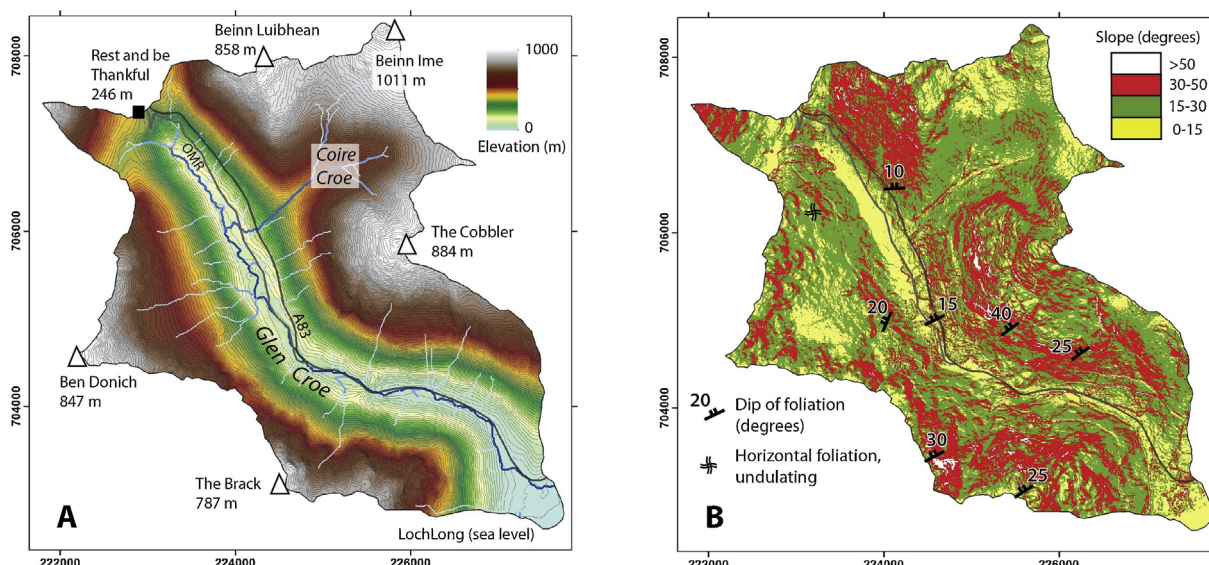 Beinn Luibhean
858 m
Beinn Ime
1011 m
Rest and be
Thankful
246 m
1000
0
Elevation (m)
Coire
Croe
OMR
The Cobbler
884 m
A83
Glen
Croe
Ben Donich
847 m
The Brack
787 m
A
LochLong (sea level)
708000
706000
704000
222000
224000
226000
Slope (degrees)
>50
30-50
15-30
0-15
10
20
15
40
25
30
25
20
Dip of foliation
(degrees)
Horizontal foliation,
undulating
B
708000
706000
704000
223000
224000
226000